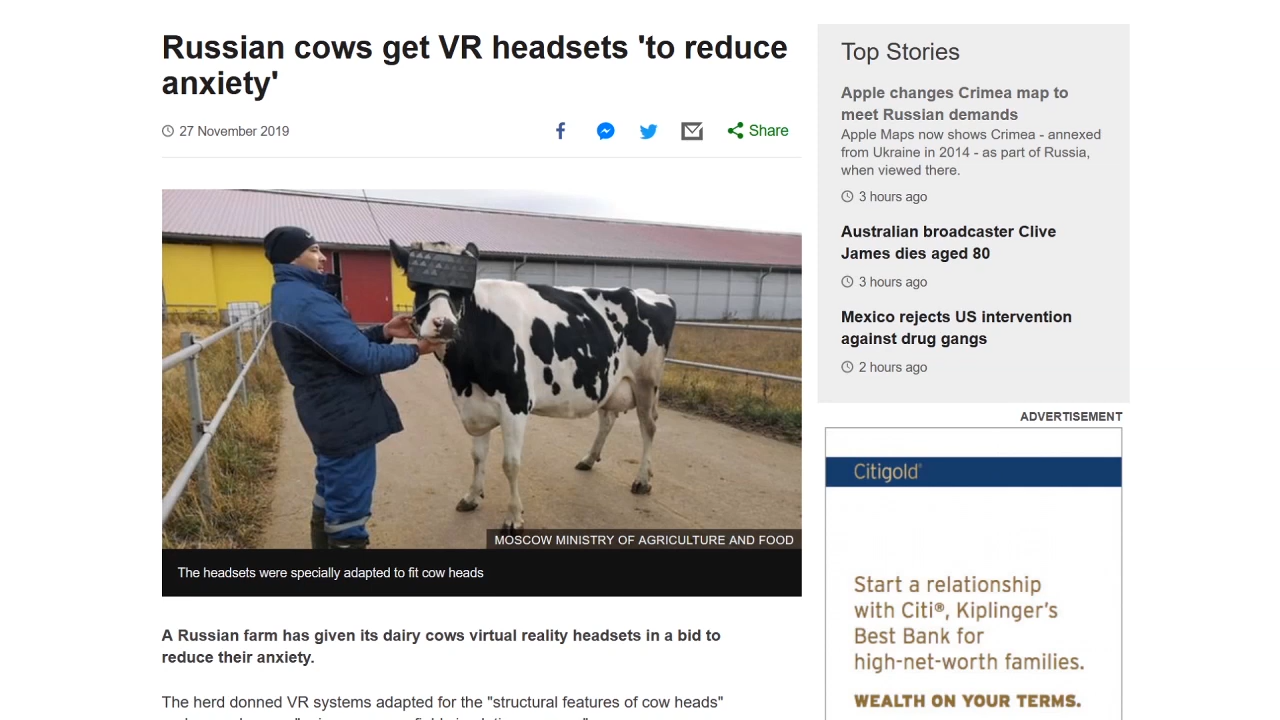 Russian cows get VR headsets 'to reduce
anxiety'
27 November 2019
Share
MOSCOW MINISTRY OF AGRICULTURE AND FOOD
The headsets were specially adapted to fit cow heads
A Russian farm has given its dairy cows virtual reality headsets in a bid to
reduce their anxiety.
The herd donned VR systems adapted for the "structural features of cow heads"
Top Stories
Apple changes Crimea map to
meet Russian demands
Apple Maps now shows Crimea - annexed
from Ukraine in 2014 - as part of Russia,
when viewed there.
3 hours ago
Australian broadcaster Clive
James dies aged 80
3 hours ago
Mexico rejects US intervention
against drug gangs
2 hours ago
ADVERTISEMENT
Citigold®
Start a relationship
with Citi®, Kiplinger's
Best Bank for
high-net-worth families.
WEALTH ON YOUR TERMS.